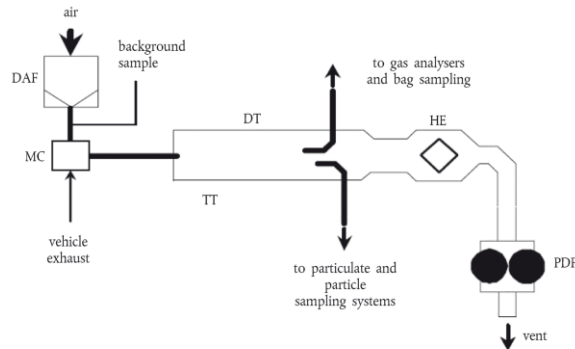 air
background
sample
DAF
to gas analysers
and bag sampling
DT
HE
MC
TT
vehicle
exhaust
to particulate and
particle
sampling systems
PDP
vent